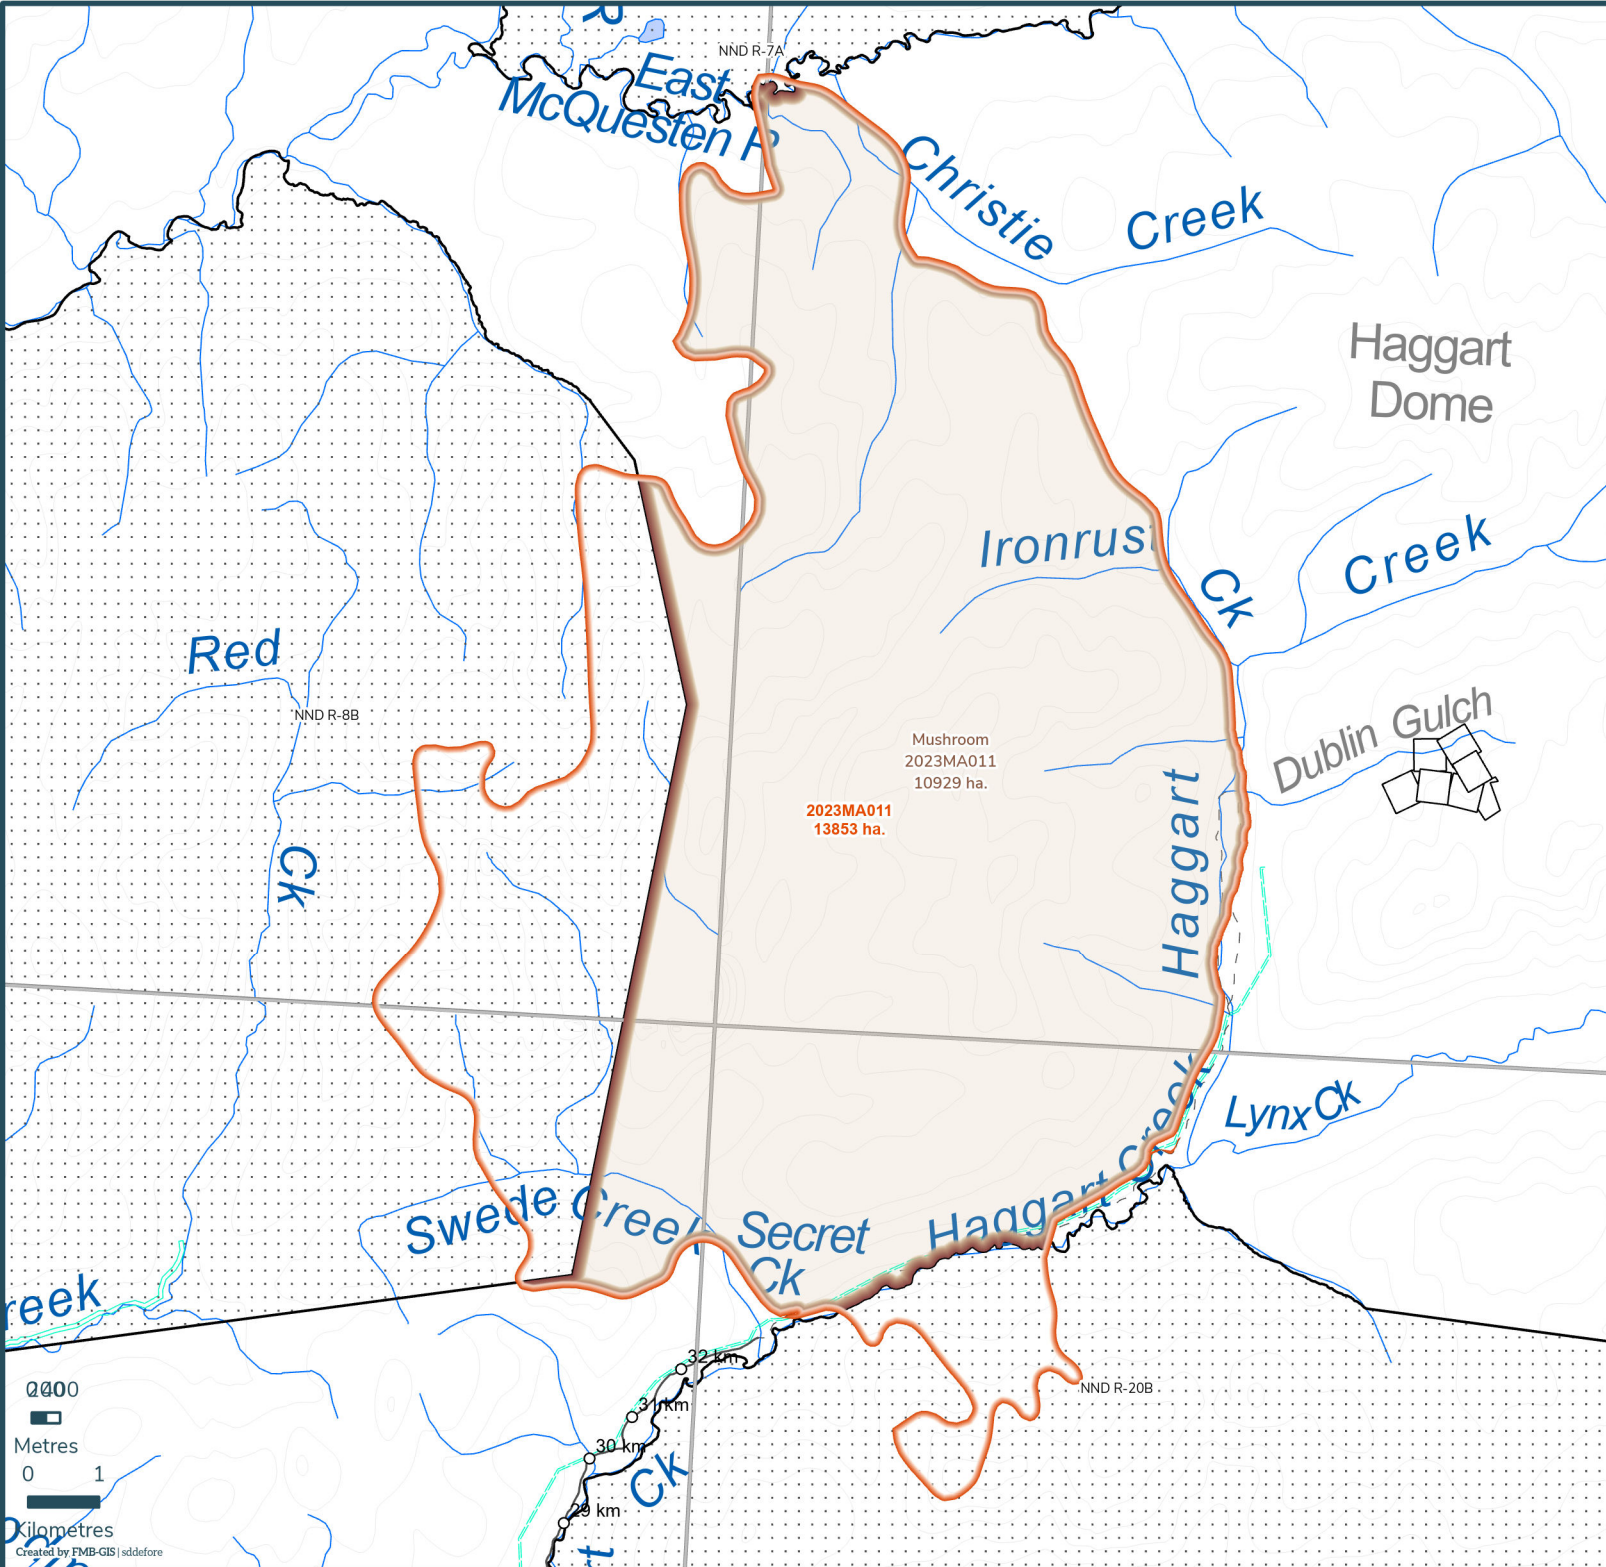 R
NND R-7A
East
McQuesten R
Christie
Creek
Haggart
Dome
Ironrust
Creek
Ck
Red
NND R-8B
Dublin Gulch
Mushroom
2023MA011
10929 ha.
2023MA011
13853 ha.
Haggart
Ck
Lynx Ck
Swede Creek
Secret
Ck
Haggart Creek
reek
32 km
31 km
NND R-20B
30 km
Ck
29 km
Metres
0 1
Kilometres
Created by FMB-GIS | sddefore
rt